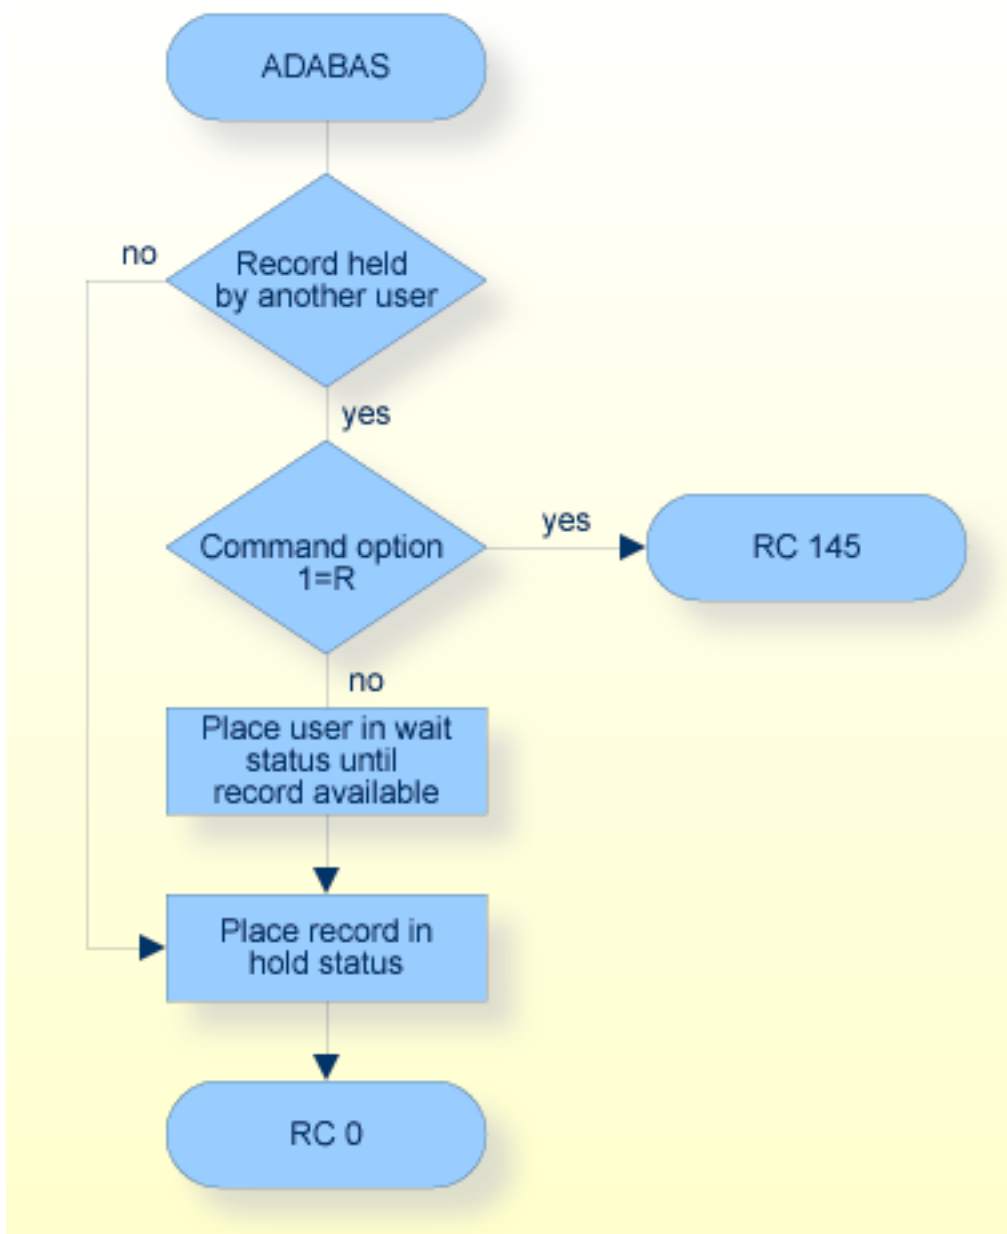 ADABAS
no
Record held
by another user
yes
Command option
1=R
yes
RC 145
no
Place user in wait
status until
record available
Place record in
hold status
RC 0